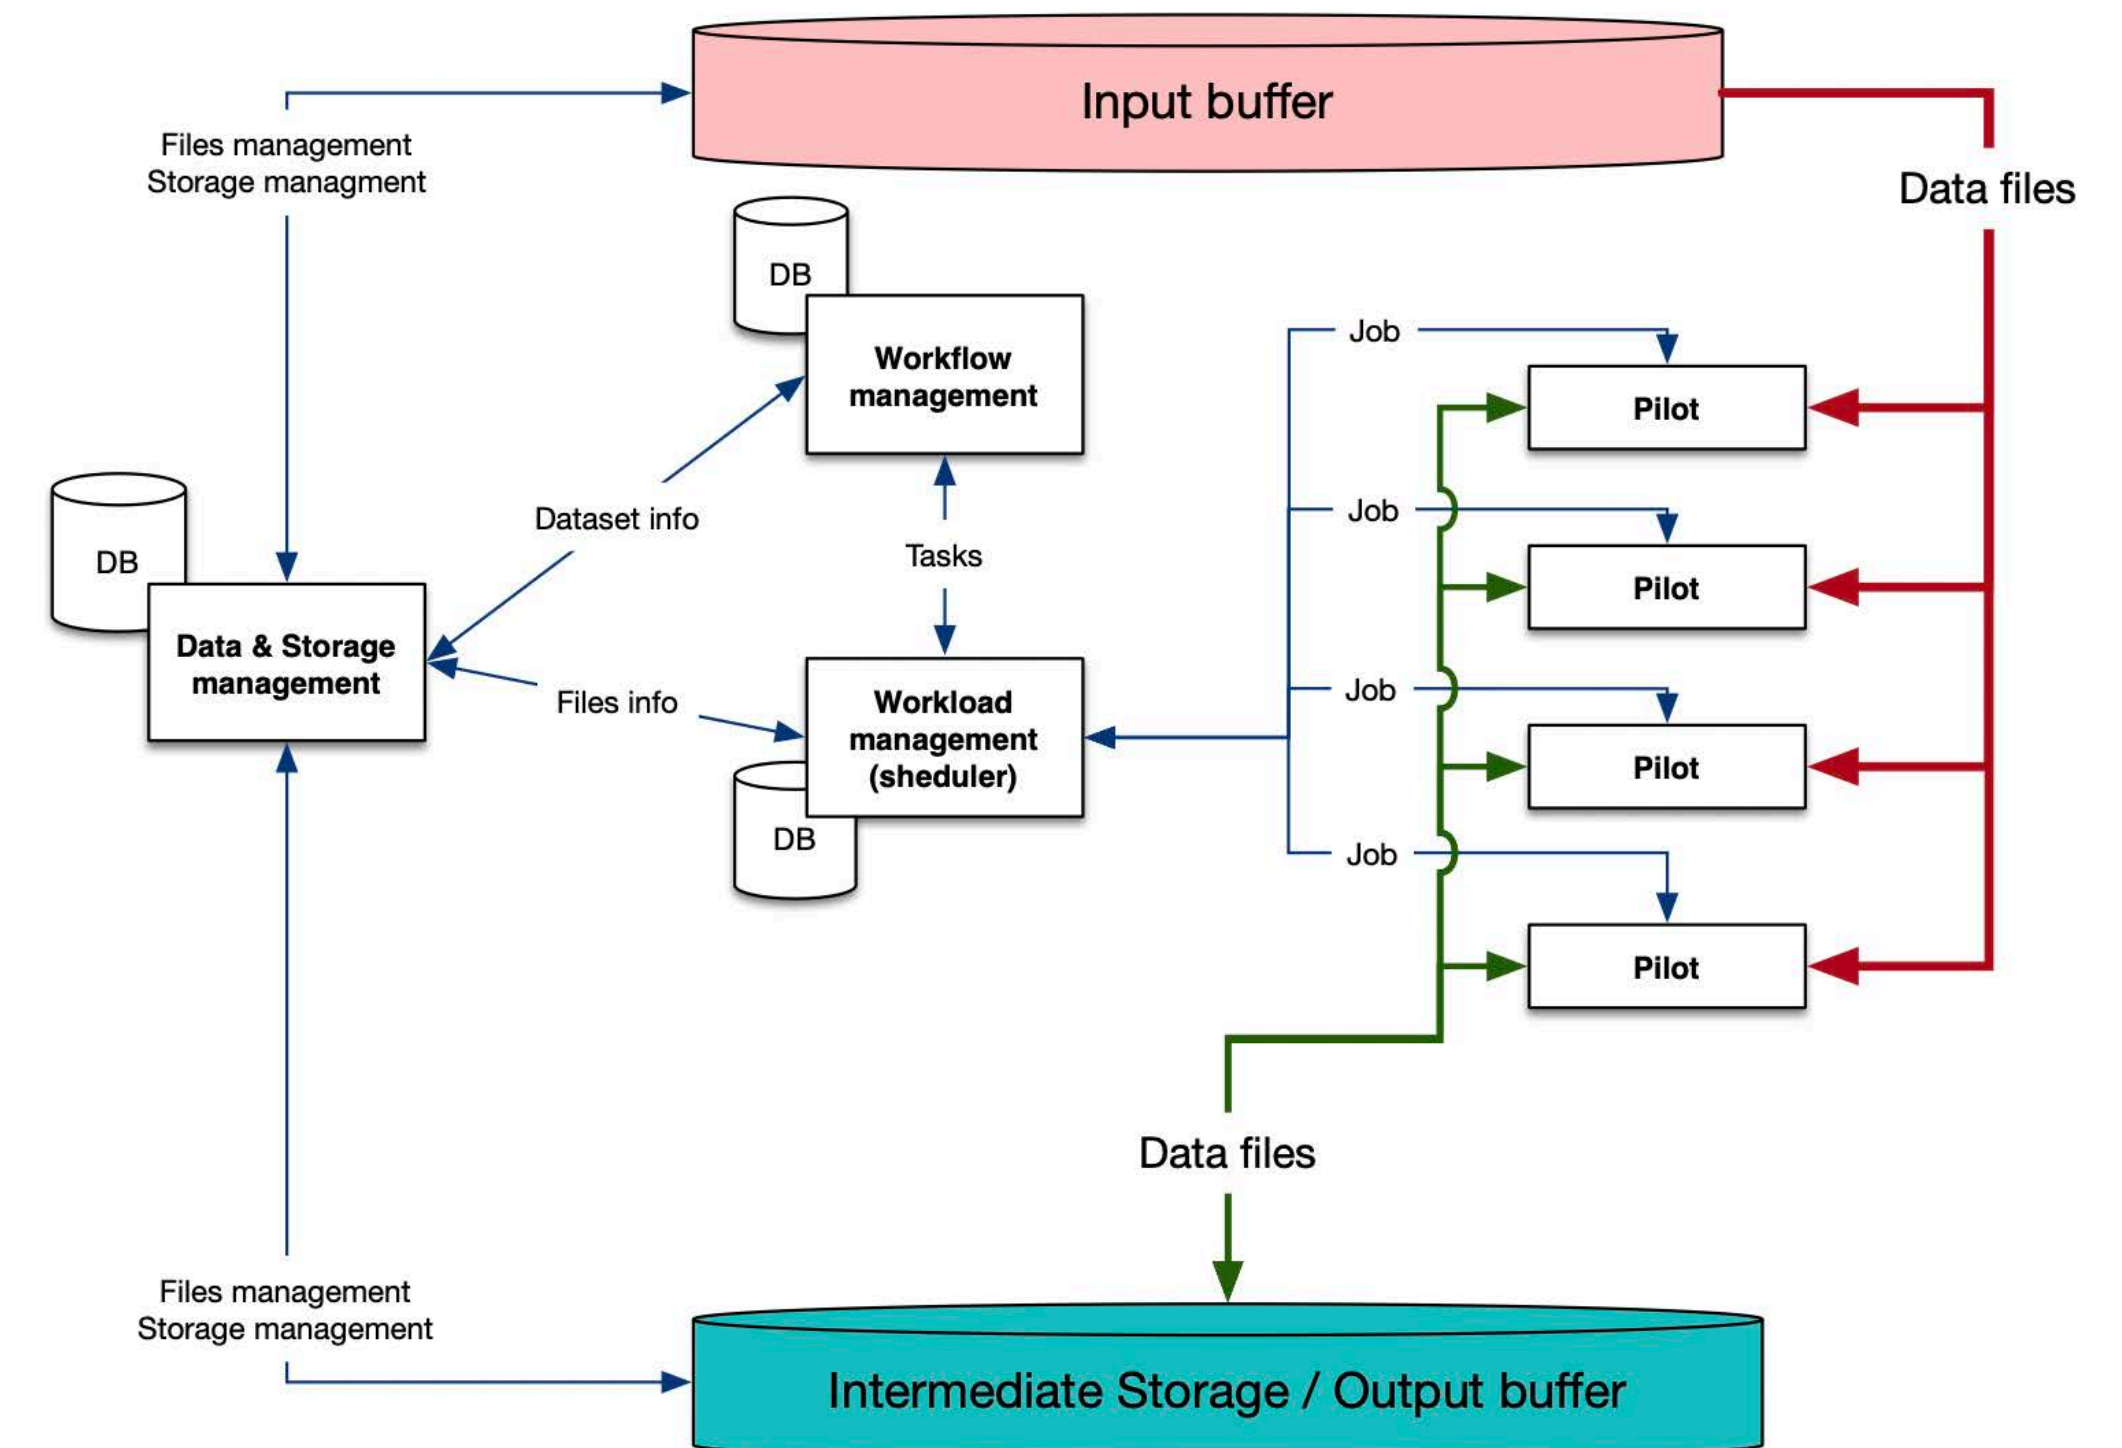 Input buffer
Files management
Storage managment
Data files
DB
Workflow
management
Job
Pilot
Dataset info
Job
Tasks
DB
Pilot
Data & Storage
management
Files info
Workload
management
(sheduler)
Job
Pilot
DB
Job
Pilot
Data files
Files management
Storage management
Intermediate Storage / Output buffer